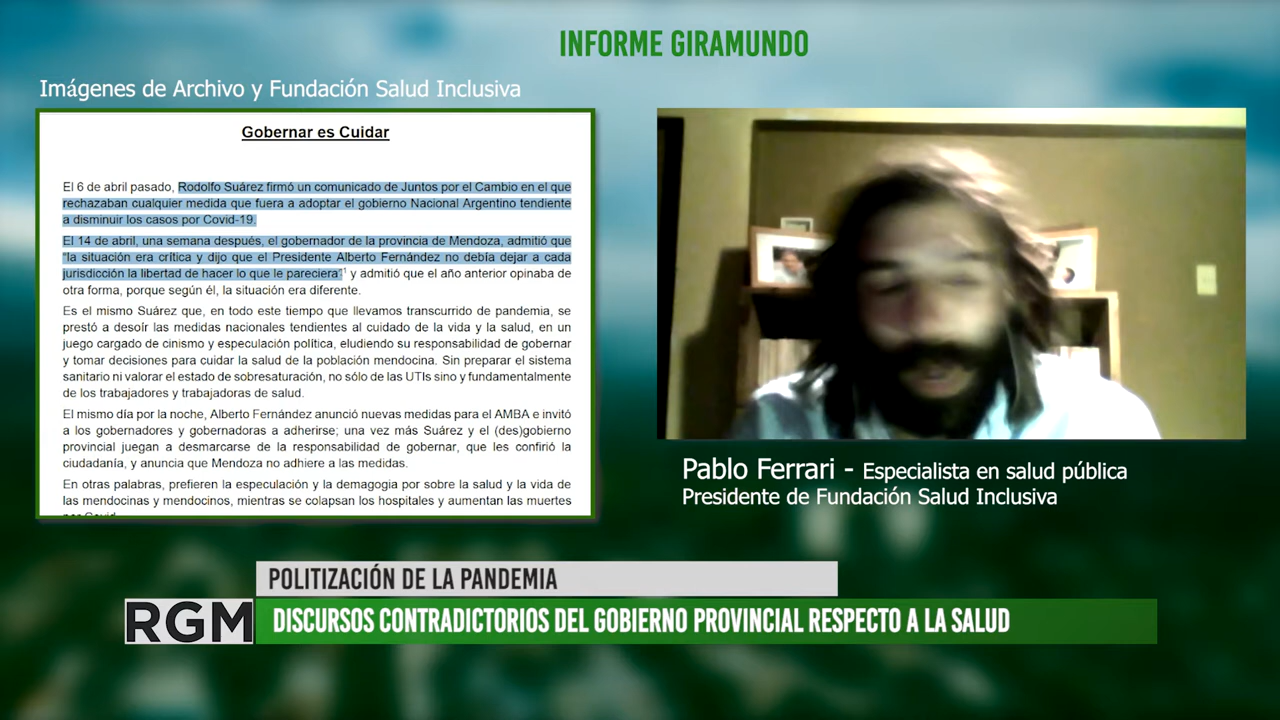 INFORME GIRAMUNDO
Imágenes de Archivo y Fundación Salud Inclusiva
Gobernar es Cuidar
El 6 de abril pasado, Rodolfo Suárez firmó un comunicado de Juntos por el Cambio en el que
rechazaban cualquier medida que fuera a adoptar el gobierno Nacional Argentino tendiente
a disminuir los casos por Covid-19.
El 14 de abril, una semana después, el gobernador de la provincia de Mendoza, admitió que
"la situación era crítica y dijo que el Presidente Alberto Fernández no debía dejar a cada
jurisdicción la libertad de hacer lo que le pareciera"1 y admitió que el año anterior opinaba de
otra forma, porque según él, la situación era diferente.
Es el mismo Suárez que, en todo este tiempo que llevamos transcurrido de pandemia, se
prestó a desoír las medidas nacionales tendientes al cuidado de la vida y la salud, en un
juego cargado de cinismo y especulación política, eludiendo su responsabilidad de gobernar
y tomar decisiones para cuidar la salud de la población mendocina. Sin preparar el sistema
sanitario ni valorar el estado de sobresaturación, no sólo de las UTIs sino y fundamentalmente
de los trabajadores y trabajadoras de salud.
El mismo día por la noche, Alberto Fernández anunció nuevas medidas para el AMBA e invitó
a los gobernadores y gobernadoras a adherirse; una vez más Suárez y el (des)gobierno
provincial juegan a desmarcarse de la responsabilidad de gobernar, que les confirió la
ciudadanía, y anuncia que Mendoza no adhiere a las medidas.
En otras palabras, prefieren la especulación y la demagogia por sobre la salud y la vida de
las mendocinas y mendocinos, mientras se colapsan los hospitales y aumentan las muertes
por Covid.
Pablo Ferrari - Especialista en salud pública
Presidente de Fundación Salud Inclusiva
POLITIZACIÓN DE LA PANDEMIA
RGM
DISCURSOS CONTRADICTORIOS DEL GOBIERNO PROVINCIAL RESPECTO A LA SALUD